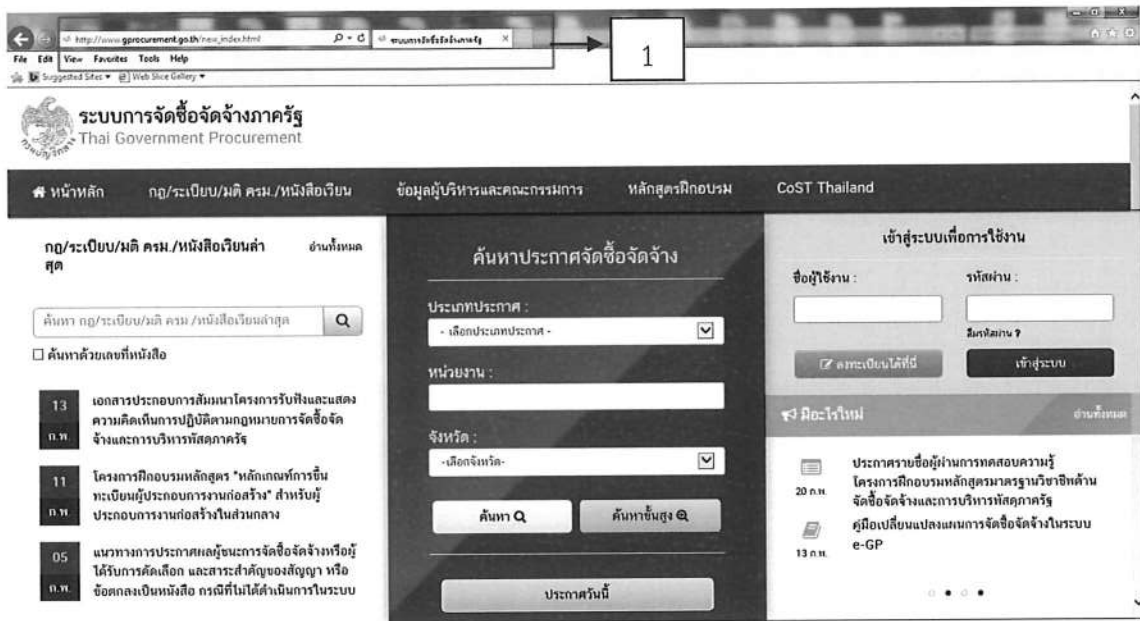 http://www.gprocurement.go.th/new_index.html
ระบบการจัดซื้อจัดจ้างภาครัฐ
1
File Edit View Favorites Tools Help
Suggested Sites Web Slice Gallery
ระบบการจัดซื้อจัดจ้างภาครัฐ
Thai Government Procurement
กรมบัญชีกลาง
หน้าหลัก กฎ/ระเบียบ/มติ ครม./หนังสือเวียน ข้อมูลผู้บริหารและคณะกรรมการ หลักสูตรฝึกอบรม CoST Thailand
กฎ/ระเบียบ/มติ ครม./หนังสือเวียนล่า
สุด
อ่านทั้งหมด
ค้นหา กฎ/ระเบียบ/มติ ครม./หนังสือเวียนล่าสุด
ค้นหาด้วยเลขที่หนังสือ
13 ก.พ.
เอกสารประกอบการสัมมนาโครงการรับฟังและแสดง
ความคิดเห็นการปฏิบัติตามกฎหมายการจัดซื้อจัด
จ้างและการบริหารพัสดุภาครัฐ
11 ก.พ.
โครงการฝึกอบรมหลักสูตร "หลักเกณฑ์การขึ้น
ทะเบียนผู้ประกอบการงานก่อสร้าง" สำหรับผู้
ประกอบการงานก่อสร้างในส่วนกลาง
05 ก.พ.
แนวทางการประกาศผลผู้ชนะการจัดซื้อจัดจ้างหรือผู้
ได้รับการคัดเลือก และสาระสำคัญของสัญญา หรือ
ข้อตกลงเป็นหนังสือ กรณีที่ไม่ได้ดำเนินการในระบบ
ค้นหาประกาศจัดซื้อจัดจ้าง
ประเภทประกาศ :
- เลือกประเภทประกาศ -
หน่วยงาน :
จังหวัด :
-เลือกจังหวัด-
ค้นหา ค้นหาขั้นสูง
ประกาศวันนี้
เข้าสู่ระบบเพื่อการใช้งาน
ชื่อผู้ใช้งาน : รหัสผ่าน :
ลืมรหัสผ่าน ?
ลงทะเบียนได้ที่นี่ เข้าสู่ระบบ
มีอะไรใหม่ อ่านทั้งหมด
20 ก.พ.
ประกาศรายชื่อผู้ผ่านการทดสอบความรู้
โครงการฝึกอบรมหลักสูตรมาตรฐานวิชาชีพด้าน
จัดซื้อจัดจ้างและการบริหารพัสดุภาครัฐ
13 ก.พ.
คู่มือเปลี่ยนแปลงแผนการจัดซื้อจัดจ้างในระบบ
e-GP